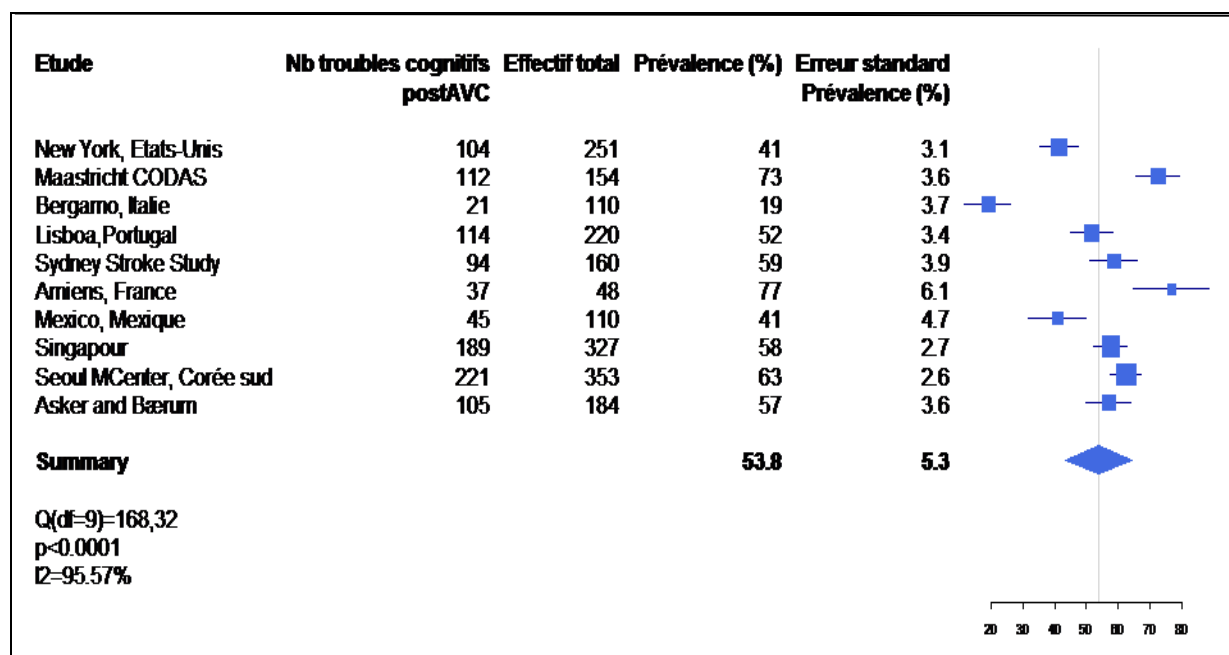 Etude Nb troubles cognitifs Effectif total Prévalence (%) Erreur standard
postAVC Prévalence (%)
New York, Etats-Unis 104 251 41 3.1
Maastricht CODAS 112 154 73 3.6
Bergamo, Italie 21 110 19 3.7
Lisboa,Portugal 114 220 52 3.4
Sydney Stroke Study 94 160 59 3.9
Amiens, France 37 48 77 6.1
Mexico, Mexique 45 110 41 4.7
Singapour 189 327 58 2.7
Seoul MCenter, Corée sud 221 353 63 2.6
Asker and Bærum 105 184 57 3.6
Summary 53.8 5.3
Q(df=9)=168,32
p<0.0001
I2=95.57%
20 30 40 50 60 70 80